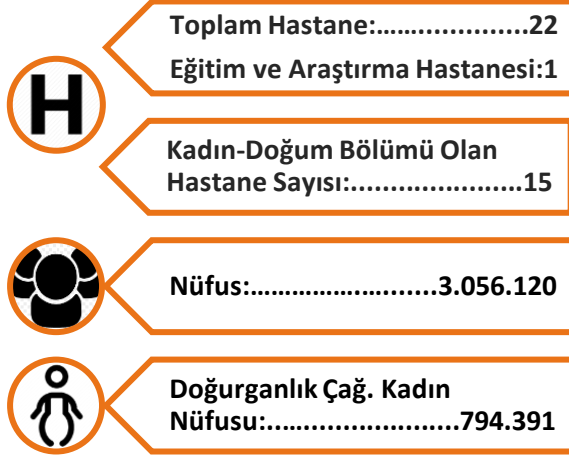 Toplam Hastane:.....................22
Eğitim ve Araştırma Hastanesi:1
H
Kadın-Doğum Bölümü Olan
Hastane Sayısı:.......................15
Nüfus:............................3.056.120
Doğurganlık Çağ. Kadın
Nüfusu:..........................794.391